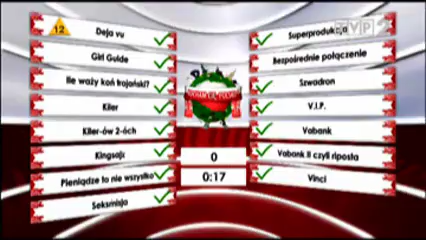 12
TVP 2
Deja vu
Girl Guide
Ile waży koń trojański?
Kiler
Kiler-ów 2-óch
Kingsajz
Pieniądze to nie wszystko
Seksmisja
0
0:17
Superprodukcja
Bezpośrednie połączenie
Szwadron
V.I.P.
Vabank
Vabank II czyli riposta
Vinci